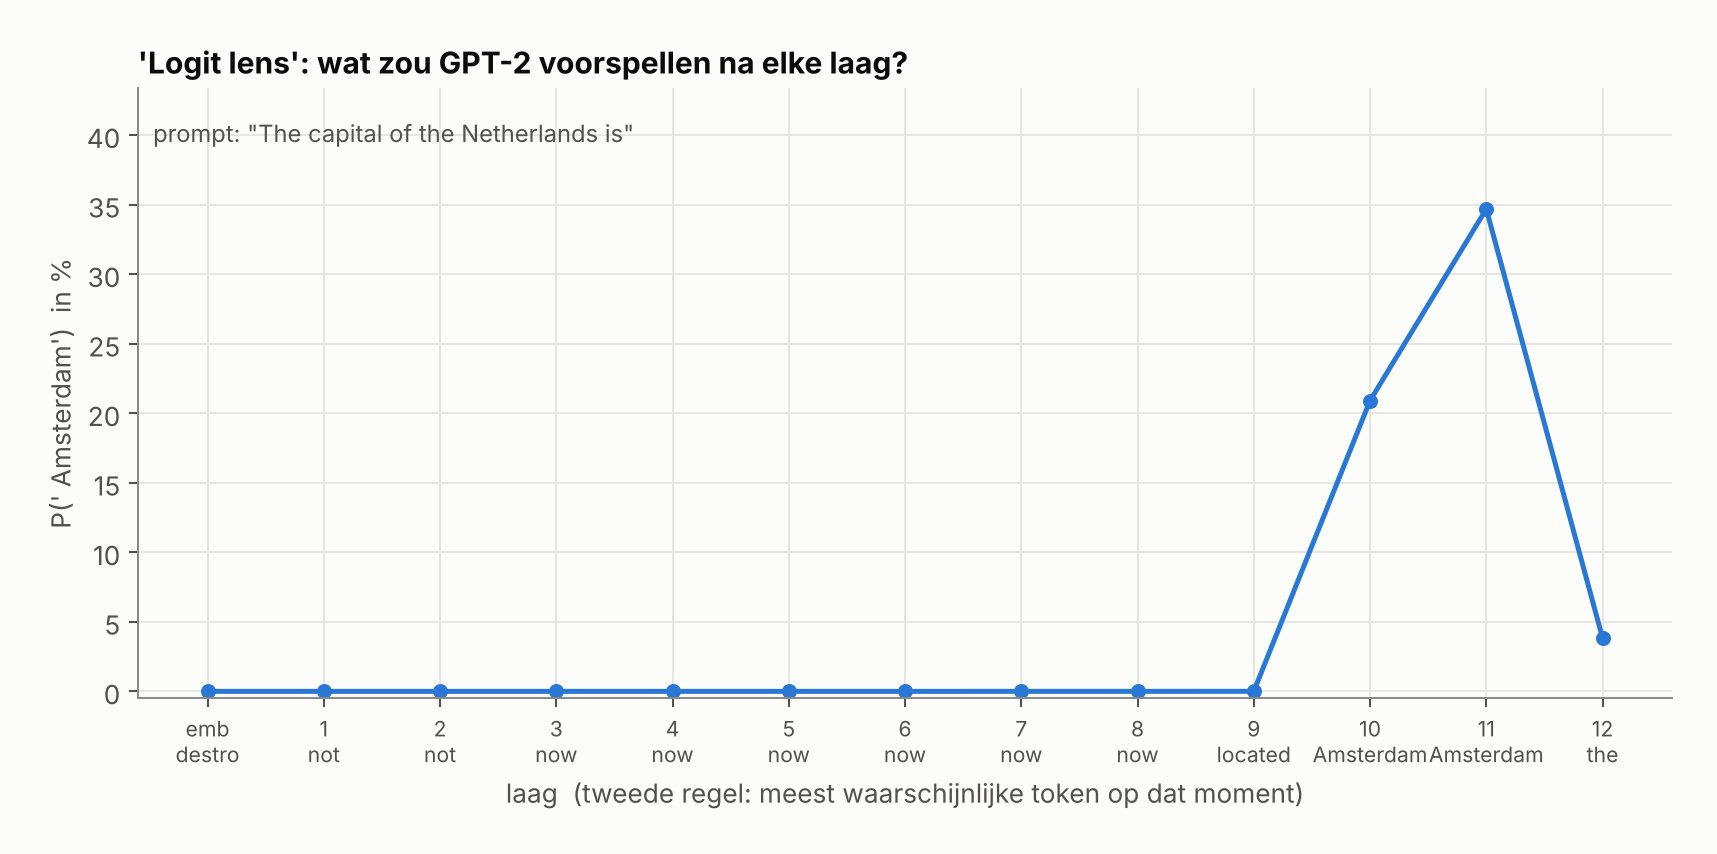 'Logit lens': wat zou GPT-2 voorspellen na elke laag?
prompt: "The capital of the Netherlands is"
P(' Amsterdam') in %
40
35
30
25
20
15
10
5
0
emb 1 2 3 4 5 6 7 8 9 10 11 12
destro not not now now now now now now located Amsterdam Amsterdam the
laag (tweede regel: meest waarschijnlijke token op dat moment)